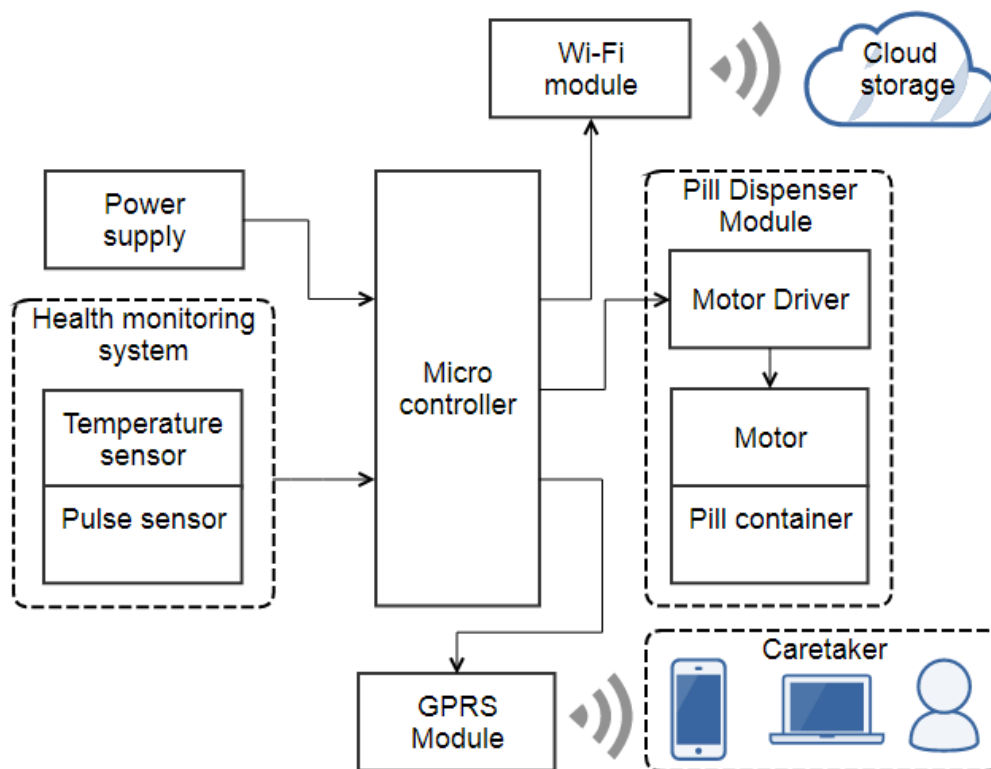 Wi-Fi
module
Cloud
storage
Power
supply
Pill Dispenser
Module
Motor Driver
Health monitoring
system
Micro
controller
Temperature
sensor
Motor
Pulse sensor
Pill container
Caretaker
GPRS
Module